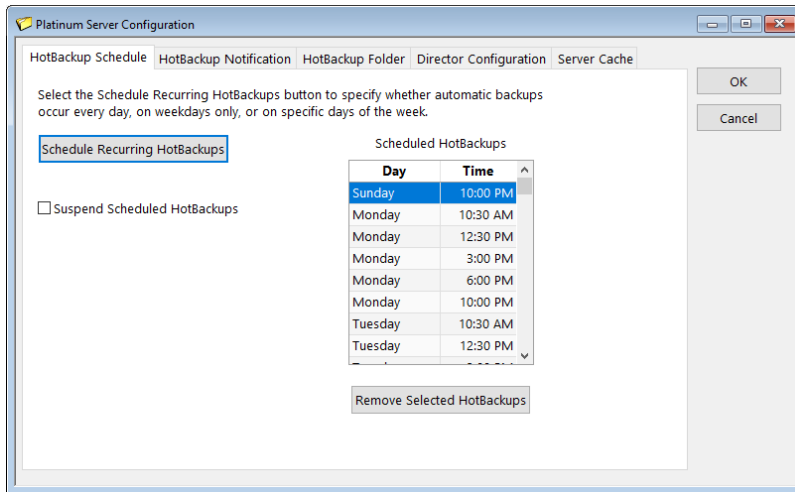 Platinum Server Configuration
HotBackup Schedule HotBackup Notification HotBackup Folder Director Configuration Server Cache
OK
Cancel
Select the Schedule Recurring HotBackups button to specify whether automatic backups
occur every day, on weekdays only, or on specific days of the week.
Schedule Recurring HotBackups
Suspend Scheduled HotBackups
Scheduled HotBackups
Day Time
Sunday 10:00 PM
Monday 10:30 AM
Monday 12:30 PM
Monday 3:00 PM
Monday 6:00 PM
Monday 10:00 PM
Tuesday 10:30 AM
Tuesday 12:30 PM
Remove Selected HotBackups